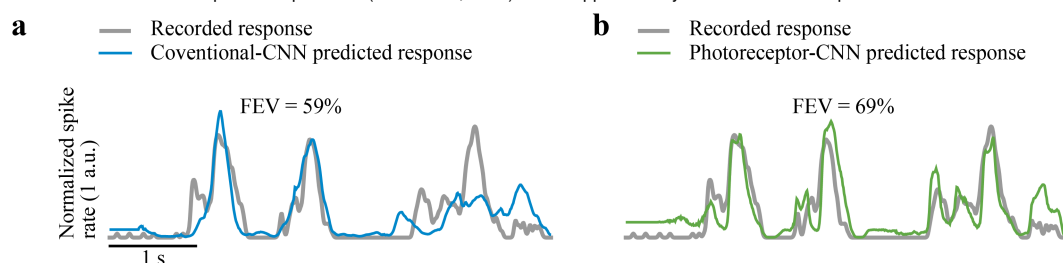 a
Recorded response
Coventional-CNN predicted response
FEV = 59%
Normalized spike
rate (1 a.u.)
1 s
b
Recorded response
Photoreceptor-CNN predicted response
FEV = 69%